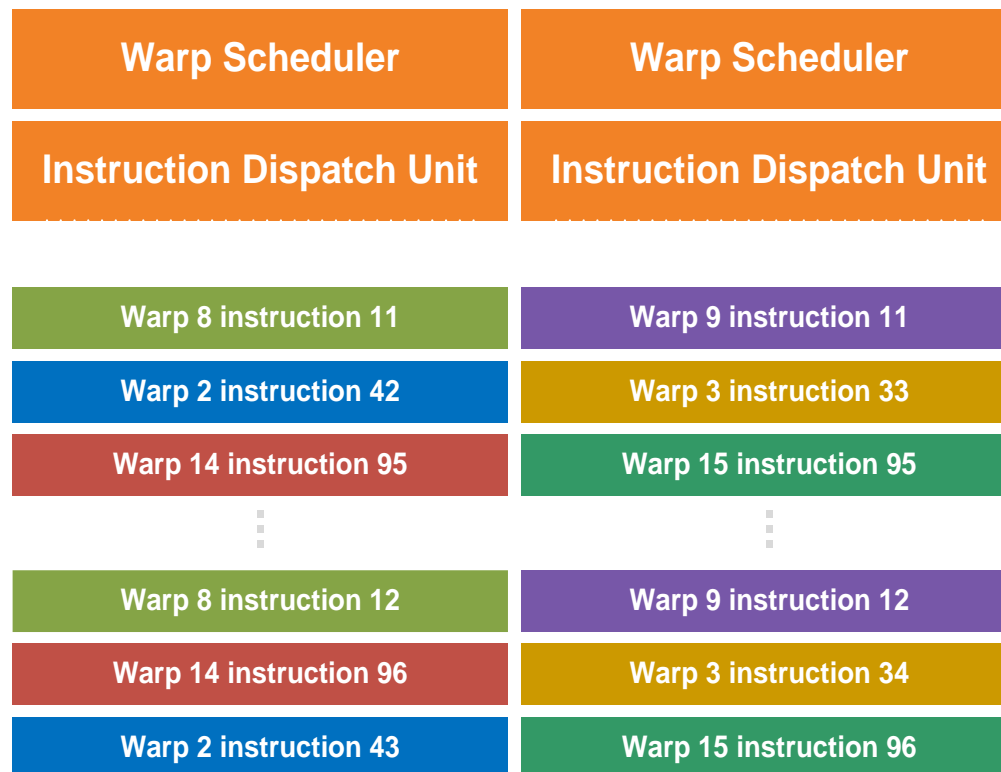 Warp Scheduler
Warp Scheduler
Instruction Dispatch Unit
Instruction Dispatch Unit
Warp 8 instruction 11
Warp 9 instruction 11
Warp 2 instruction 42
Warp 3 instruction 33
Warp 14 instruction 95
Warp 15 instruction 95
Warp 8 instruction 12
Warp 9 instruction 12
Warp 14 instruction 96
Warp 3 instruction 34
Warp 2 instruction 43
Warp 15 instruction 96